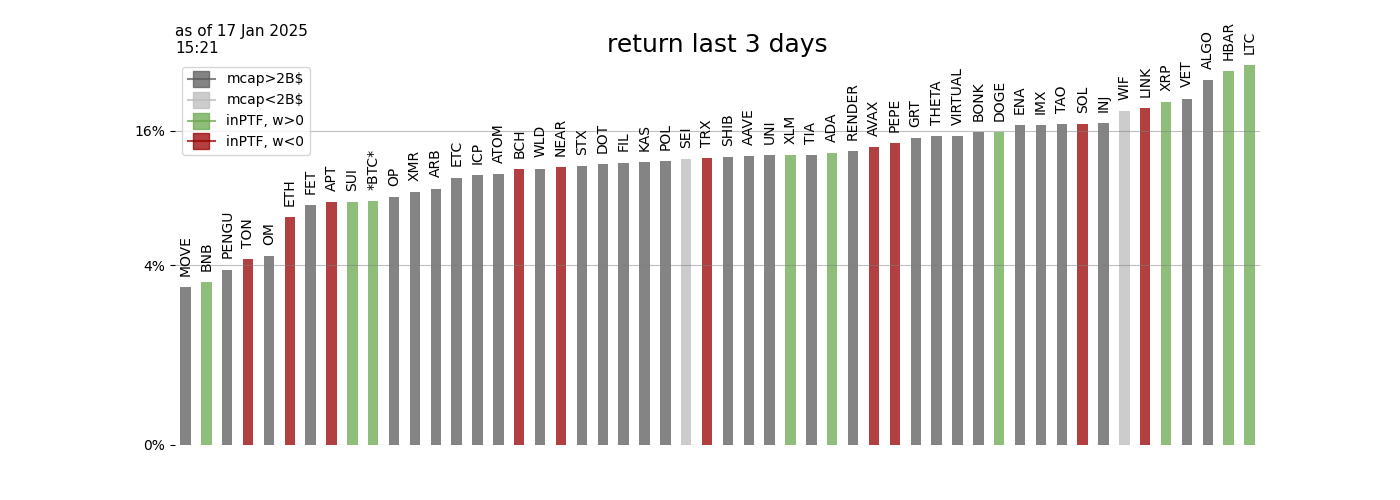 as of 17 Jan 2025
15:21
return last 3 days
mcap>2B$
mcap<2B$
inPTF, w>0
inPTF, w<0
16%
4%
0%
MOVE
BNB
PENGU
TON
OM
ETH
FET
APT
SUI
*BTC*
OP
XMR
ARB
ETC
ICP
ATOM
BCH
WLD
NEAR
STX
DOT
FIL
KAS
POL
SEI
TRX
SHIB
AAVE
UNI
XLM
TIA
ADA
RENDER
AVAX
PEPE
GRT
THETA
VIRTUAL
BONK
DOGE
ENA
IMX
TAO
SOL
INJ
WIF
LINK
XRP
VET
ALGO
HBAR
LTC